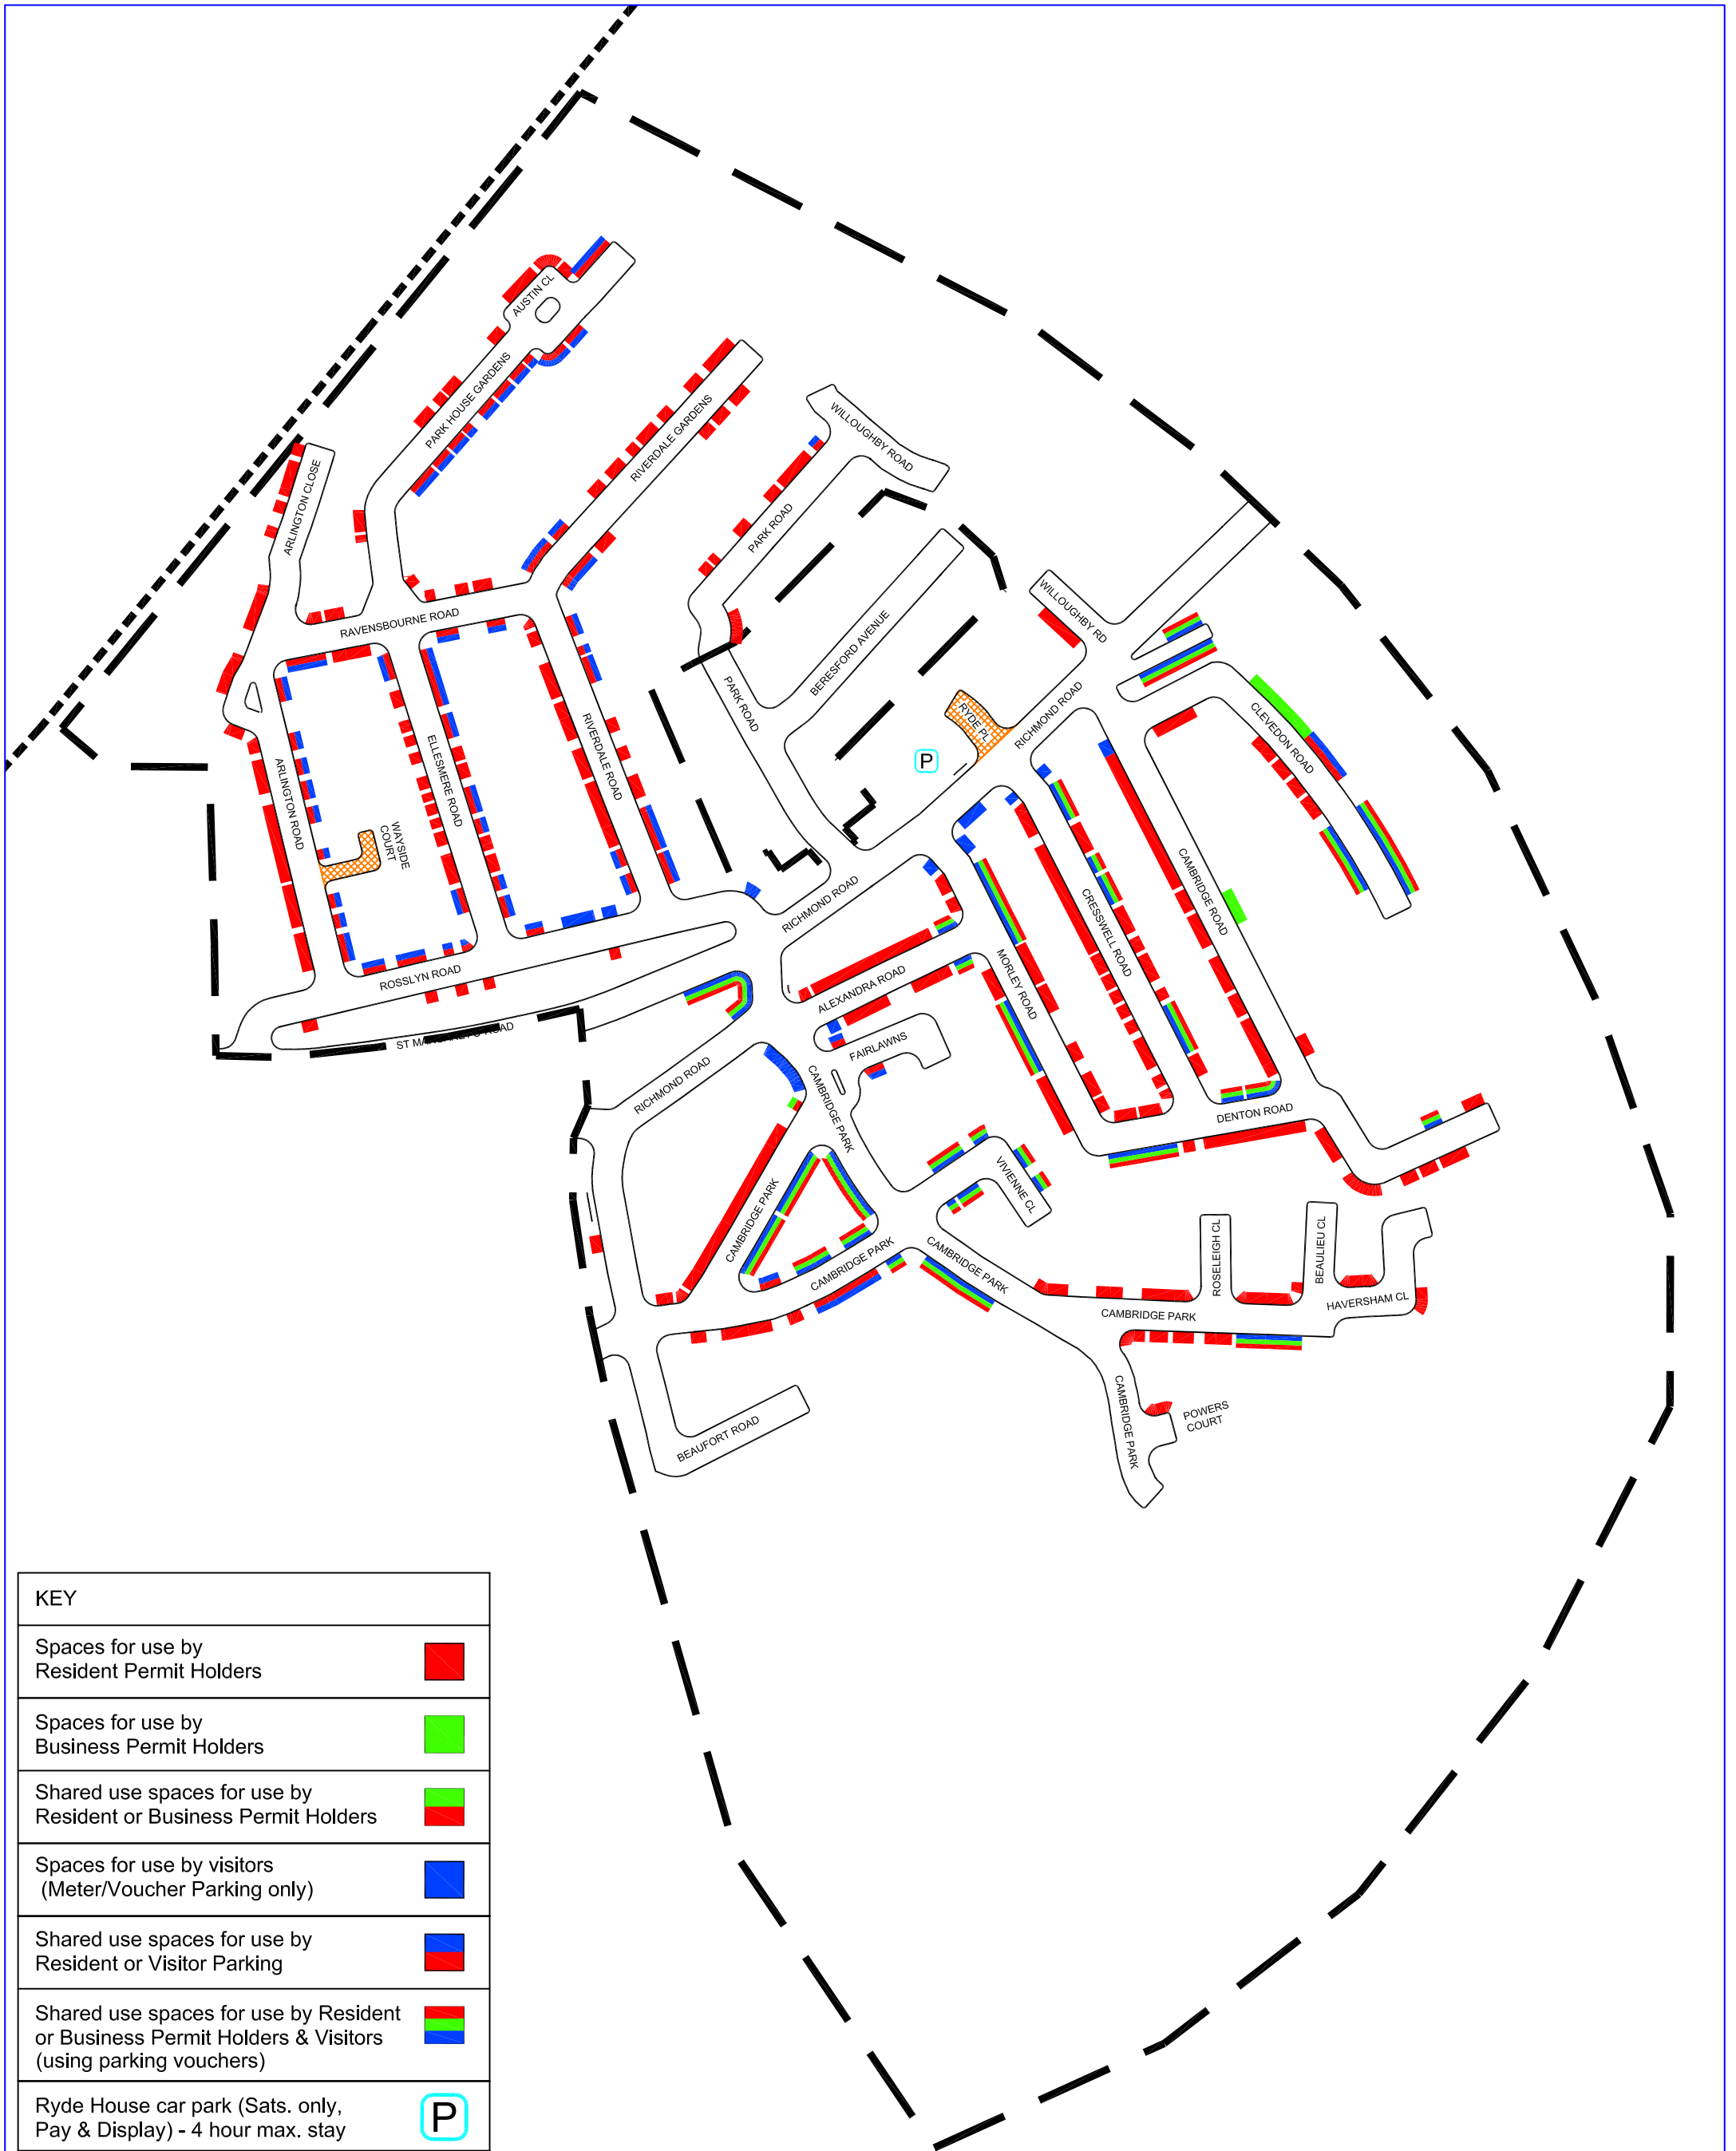 AUSTIN CL
PARK HOUSE GARDENS
RIVERDALE GARDENS
WILLOUGHBY ROAD
ARLINGTON CLOSE
PARK ROAD
RAVENSBOURNE ROAD
BERESFORD AVENUE
WILLOUGHBY RD
PARK ROAD
RYDE PL
RICHMOND ROAD
CLEVEDON ROAD
RIVERDALE ROAD
ELLESMERE ROAD
ARLINGTON ROAD
P
WAYSIDE
COURT
RICHMOND ROAD
CAMBRIDGE ROAD
CRESSWELL ROAD
ROSSLYN ROAD
ALEXANDRA ROAD
MORLEY ROAD
ST MARGARETS ROAD
FAIRLAWNS
RICHMOND ROAD
CAMBRIDGE PARK
DENTON ROAD
VIVIENNE CL
CAMBRIDGE PARK
CAMBRIDGE PARK
CAMBRIDGE PARK
ROSELEIGH CL
BEAULIEU CL
HAVERSHAM CL
CAMBRIDGE PARK
CAMBRIDGE PARK
POWERS
COURT
BEAUFORT ROAD
KEY
Spaces for use by
Resident Permit Holders
Spaces for use by
Business Permit Holders
Shared use spaces for use by
Resident or Business Permit Holders
Spaces for use by visitors
(Meter/Voucher Parking only)
Shared use spaces for use by
Resident or Visitor Parking
Shared use spaces for use by Resident
or Business Permit Holders & Visitors
(using parking vouchers)
Ryde House car park (Sats. only,
Pay & Display) - 4 hour max. stay
P